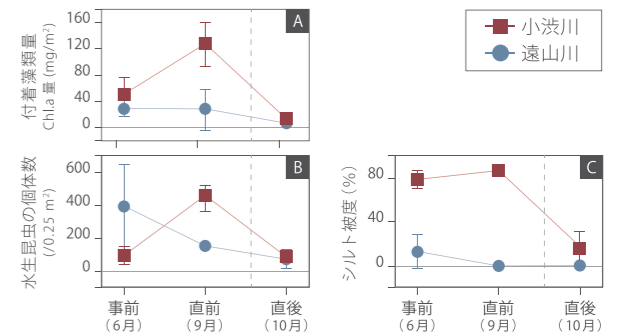 160
120
80
40
0
付着藻類量
Chl.a 量 (mg/m²)
A
小渋川
遠山川
600
400
200
0
水生昆虫の個体数
(/0.25 m²)
B
80
40
0
シルト被度 (%)
C
事前 直前 直後
(6月) (9月) (10月)
事前 直前 直後
(6月) (9月) (10月)